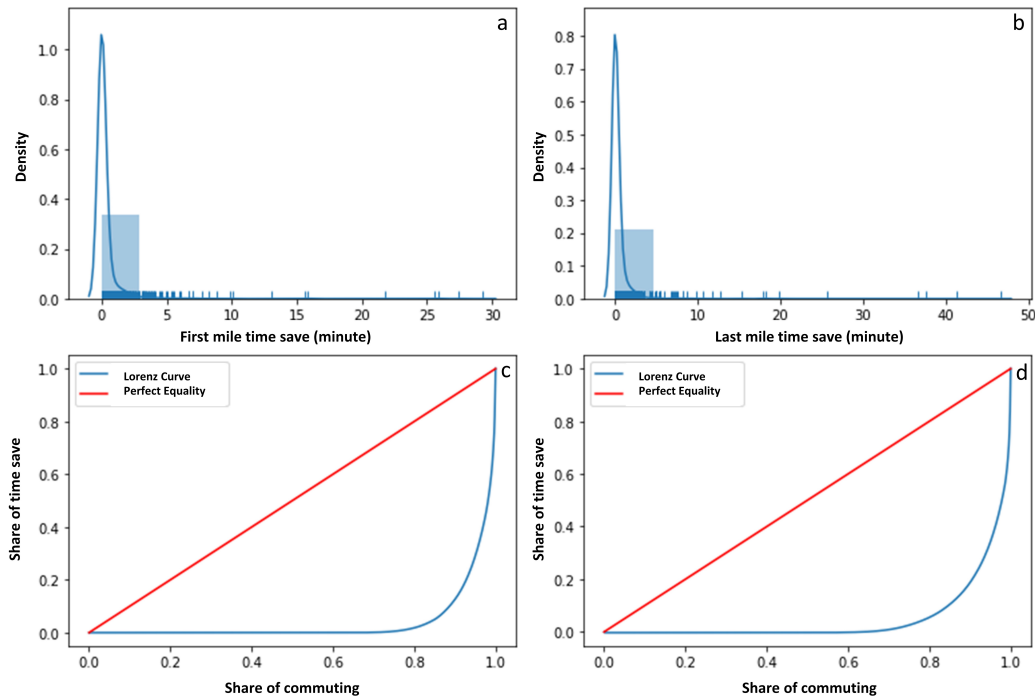 a
1.0
0.8
0.6
0.4
0.2
0.0
Density
0 5 10 15 20 25 30
First mile time save (minute)
b
0.8
0.7
0.6
0.5
0.4
0.3
0.2
0.1
0.0
Density
0 10 20 30 40 50
Last mile time save (minute)
c
Lorenz Curve
Perfect Equality
1.0
0.8
0.6
0.4
0.2
0.0
Share of time save
0.0 0.2 0.4 0.6 0.8 1.0
Share of commuting
d
Lorenz Curve
Perfect Equality
1.0
0.8
0.6
0.4
0.2
0.0
Share of time save
0.0 0.2 0.4 0.6 0.8 1.0
Share of commuting